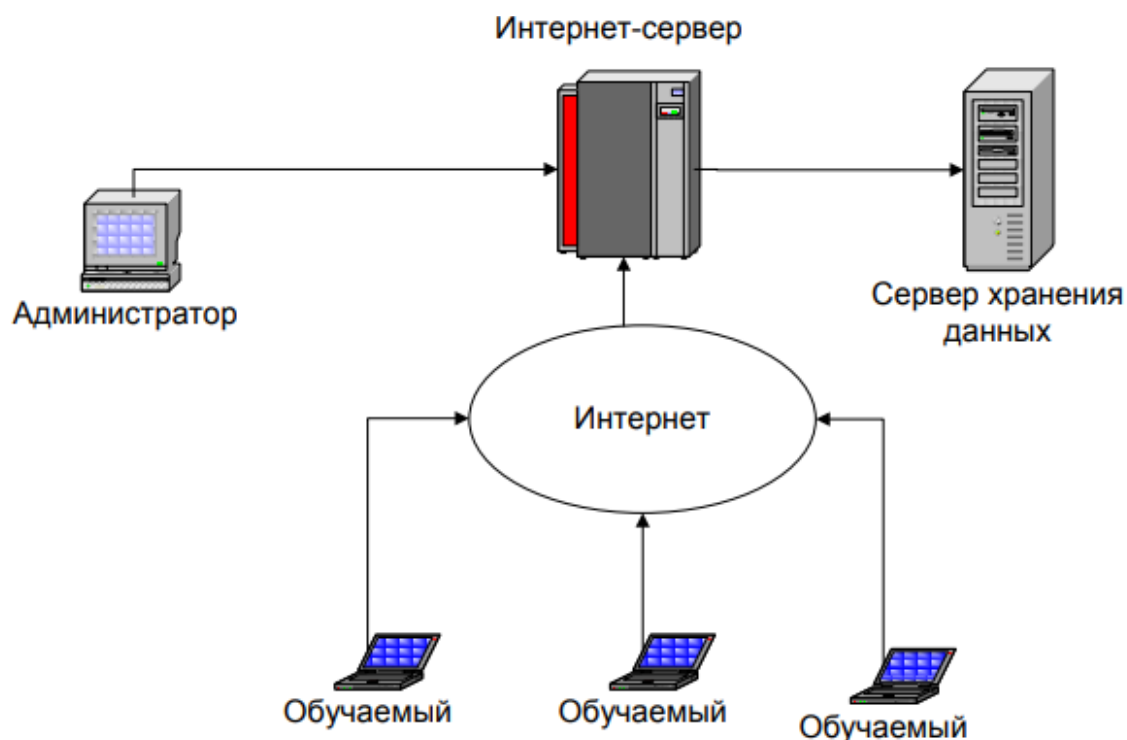 Интернет-сервер
Администратор
Сервер хранения
данных
Интернет
Обучаемый
Обучаемый
Обучаемый